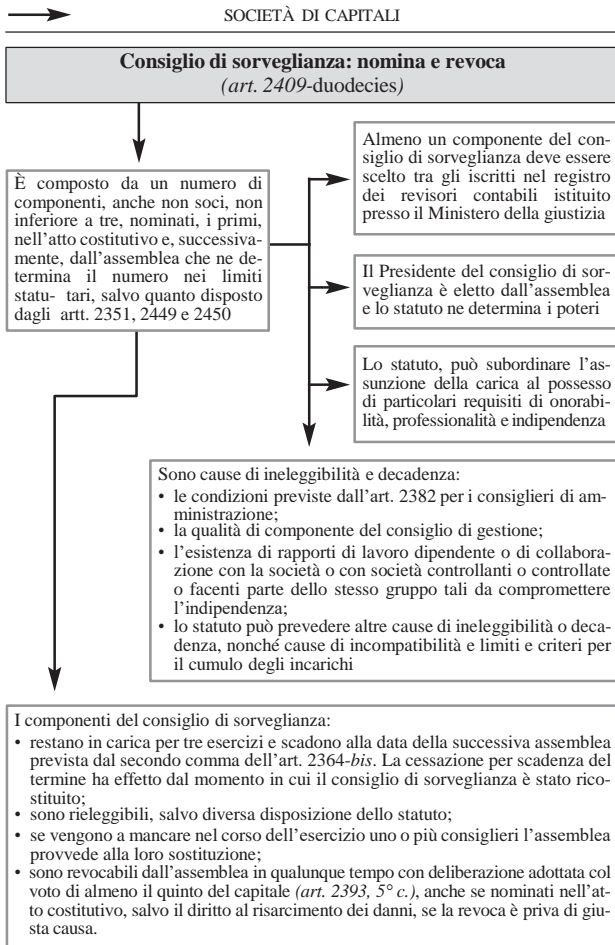 SOCIETÀ DI CAPITALI
Consiglio di sorveglianza: nomina e revoca
(art. 2409-duodecies)
È composto da un numero di
componenti, anche non soci, non
inferiore a tre, nominati, i primi,
nell'atto costitutivo e, successiva-
mente, dall'assemblea che ne de-
termina il numero nei limiti
statu- tari, salvo quanto disposto
dagli artt. 2351, 2449 e 2450
Almeno un componente del con-
siglio di sorveglianza deve essere
scelto tra gli iscritti nel registro
dei revisori contabili istituito
presso il Ministero della giustizia
Il Presidente del consiglio di sor-
veglianza è eletto dall'assemblea
e lo statuto ne determina i poteri
Lo statuto, può subordinare l'as-
sunzione della carica al possesso
di particolari requisiti di onorabi-
lità, professionalità e indipendenza
Sono cause di ineleggibilità e decadenza:
• le condizioni previste dall'art. 2382 per i consiglieri di am-
ministrazione;
• la qualità di componente del consiglio di gestione;
• l'esistenza di rapporti di lavoro dipendente o di collabora-
zione con la società o con società controllanti o controllate
o facenti parte dello stesso gruppo tali da compromettere
l'indipendenza;
• lo statuto può prevedere altre cause di ineleggibilità o deca-
denza, nonché cause di incompatibilità e limiti e criteri per
il cumulo degli incarichi
I componenti del consiglio di sorveglianza:
• restano in carica per tre esercizi e scadono alla data della successiva assemblea
prevista dal secondo comma dell'art. 2364-bis. La cessazione per scadenza del
termine ha effetto dal momento in cui il consiglio di sorveglianza è stato rico-
stituito;
• sono rieleggibili, salvo diversa disposizione dello statuto;
• se vengono a mancare nel corso dell'esercizio uno o più consiglieri l'assemblea
provvede alla loro sostituzione;
• sono revocabili dall'assemblea in qualunque tempo con deliberazione adottata col
voto di almeno il quinto del capitale (art. 2393, 5° c.), anche se nominati nell'at-
to costitutivo, salvo il diritto al risarcimento dei danni, se la revoca è priva di giu-
sta causa.